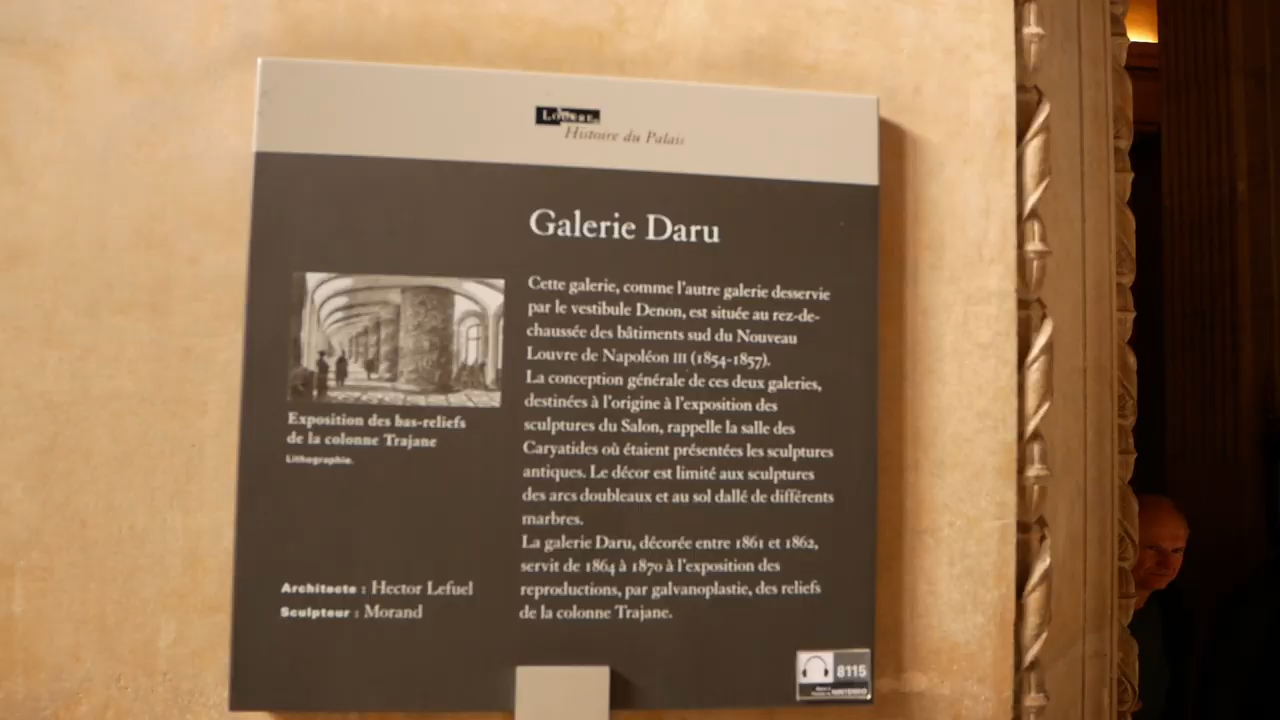 LOUVRE
Histoire du Palais
Galerie Daru
Cette galerie, comme l'autre galerie desservie
par le vestibule Denon, est située au rez-de-
chaussée des bâtiments sud du Nouveau
Louvre de Napoléon III (1854-1857).
La conception générale de ces deux galeries,
destinées à l'origine à l'exposition des
sculptures du Salon, rappelle la salle des
Caryatides où étaient présentées les sculptures
antiques. Le décor est limité aux sculptures
des arcs doubleaux et au sol dallé de différents
marbres.
La galerie Daru, décorée entre 1861 et 1862,
servit de 1864 à 1870 à l'exposition des
reproductions, par galvanoplastie, des reliefs
de la colonne Trajane.
Exposition des bas-reliefs
de la colonne Trajane
Lithographie.
Architecte : Hector Lefuel
Sculpteur : Morand
8115
NINTENDO